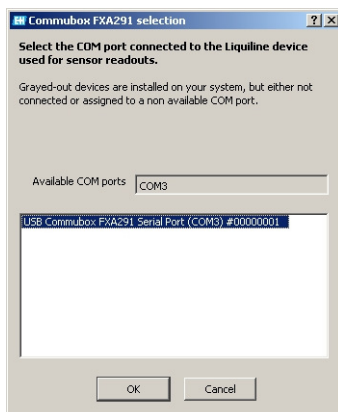 EH Commubox FXA291 selection
Select the COM port connected to the Liquiline device
used for sensor readouts.
Grayed-out devices are installed on your system, but either not
connected or assigned to a non available COM port.
Available COM ports COM3
USB Commubox FXA291 Serial Port (COM3) #00000001
OK Cancel